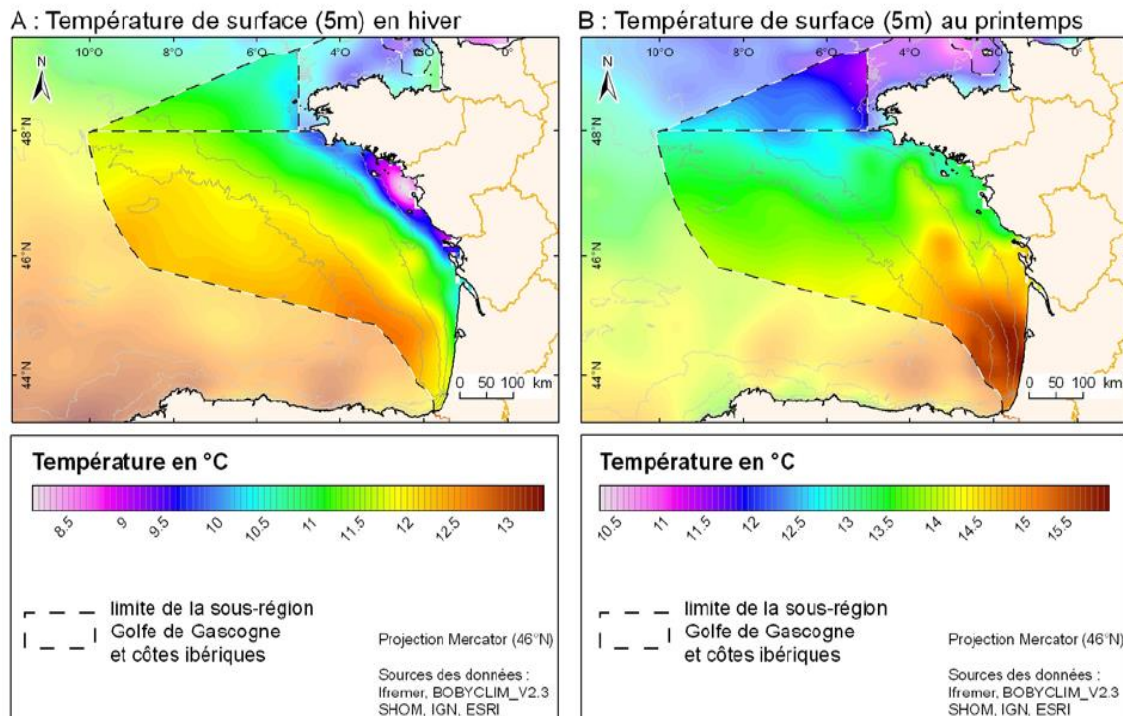 A : Température de surface (5m) en hiver
10°O 8°O 6°O 4°O 2°O 0°
N
48°N
46°N
44°N
0 50 100 km
Température en °C
8.5 9 9.5 10 10.5 11 11.5 12 12.5 13
limite de la sous-région
Golfe de Gascogne
et côtes ibériques
Projection Mercator (46°N)
Sources des données :
Ifremer, BOBYCLIM_V2.3
SHOM, IGN, ESRI
B : Température de surface (5m) au printemps
10°O 8°O 6°O 4°O 2°O 0°
N
48°N
46°N
44°N
0 50 100 km
Température en °C
10.5 11 11.5 12 12.5 13 13.5 14 14.5 15 15.5
limite de la sous-région
Golfe de Gascogne
et côtes ibériques
Projection Mercator (46°N)
Sources des données :
Ifremer, BOBYCLIM_V2.3
SHOM, IGN, ESRI